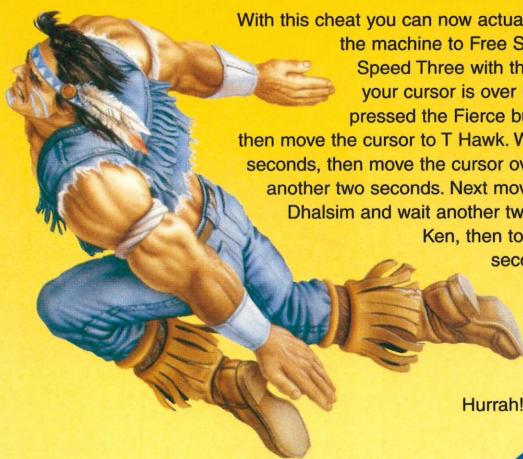 With this cheat you can now actua
the machine to Free S
Speed Three with th
your cursor is over
pressed the Fierce bu
then move the cursor to T Hawk. W
seconds, then move the cursor ov
another two seconds. Next mov
Dhalsim and wait another tw
Ken, then to
seco
Hurrah!